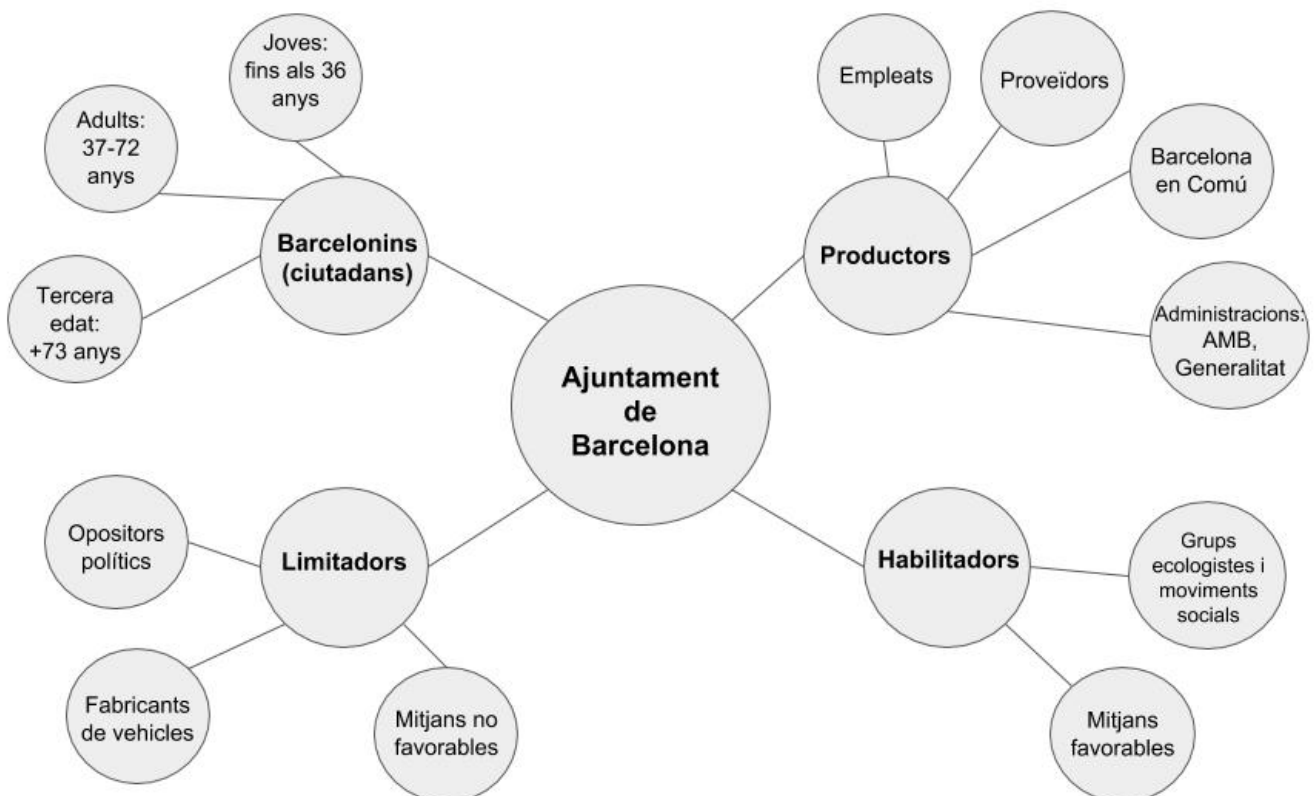 Joves:
fins als 36
anys
Adults:
37-72
anys
Tercera
edat:
+73 anys
Barcelonins
(ciutadans)
Empleats
Proveïdors
Barcelona
en Comú
Administracions:
AMB,
Generalitat
Productors
Ajuntament
de
Barcelona
Opositors
polítics
Limitadors
Fabricants
de vehicles
Mitjans no
favorables
Habilitadors
Grups
ecologistes i
moviments
socials
Mitjans
favorables